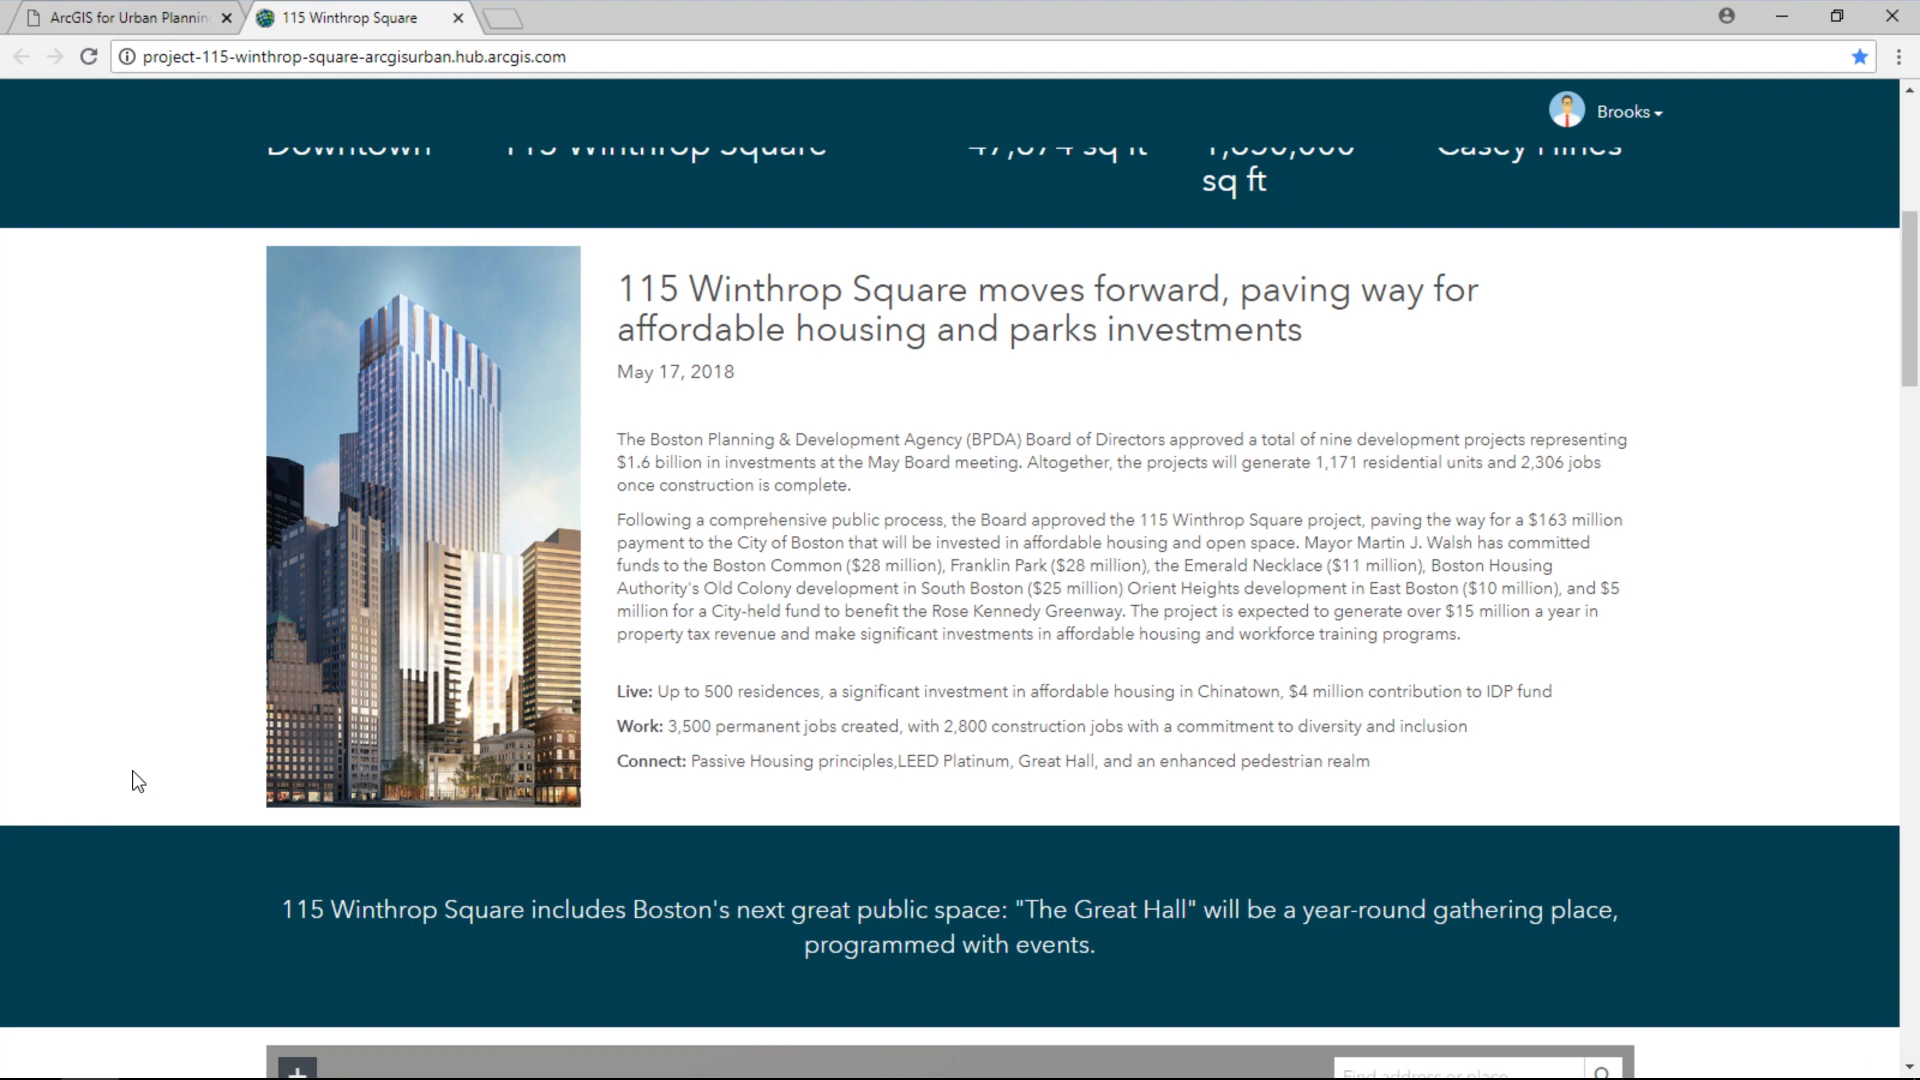 ArcGIS for Urban Plannin
115 Winthrop Square
project-115-winthrop-square-arcgisurban.hub.arcgis.com
Brooks
Downtown 115 Winthrop Square sq ft Casey Hines
sq ft
115 Winthrop Square moves forward, paving way for
affordable housing and parks investments
May 17, 2018
The Boston Planning & Development Agency (BPDA) Board of Directors approved a total of nine development projects representing
$1.6 billion in investments at the May Board meeting. Altogether, the projects will generate 1,171 residential units and 2,306 jobs
once construction is complete.
Following a comprehensive public process, the Board approved the 115 Winthrop Square project, paving the way for a $163 million
payment to the City of Boston that will be invested in affordable housing and open space. Mayor Martin J. Walsh has committed
funds to the Boston Common ($28 million), Franklin Park ($28 million), the Emerald Necklace ($11 million), Boston Housing
Authority's Old Colony development in South Boston ($25 million) Orient Heights development in East Boston ($10 million), and $5
million for a City-held fund to benefit the Rose Kennedy Greenway. The project is expected to generate over $15 million a year in
property tax revenue and make significant investments in affordable housing and workforce training programs.
Live: Up to 500 residences, a significant investment in affordable housing in Chinatown, $4 million contribution to IDP fund
Work: 3,500 permanent jobs created, with 2,800 construction jobs with a commitment to diversity and inclusion
Connect: Passive Housing principles,LEED Platinum, Great Hall, and an enhanced pedestrian realm
115 Winthrop Square includes Boston's next great public space: "The Great Hall" will be a year-round gathering place,
programmed with events.
Find address or place